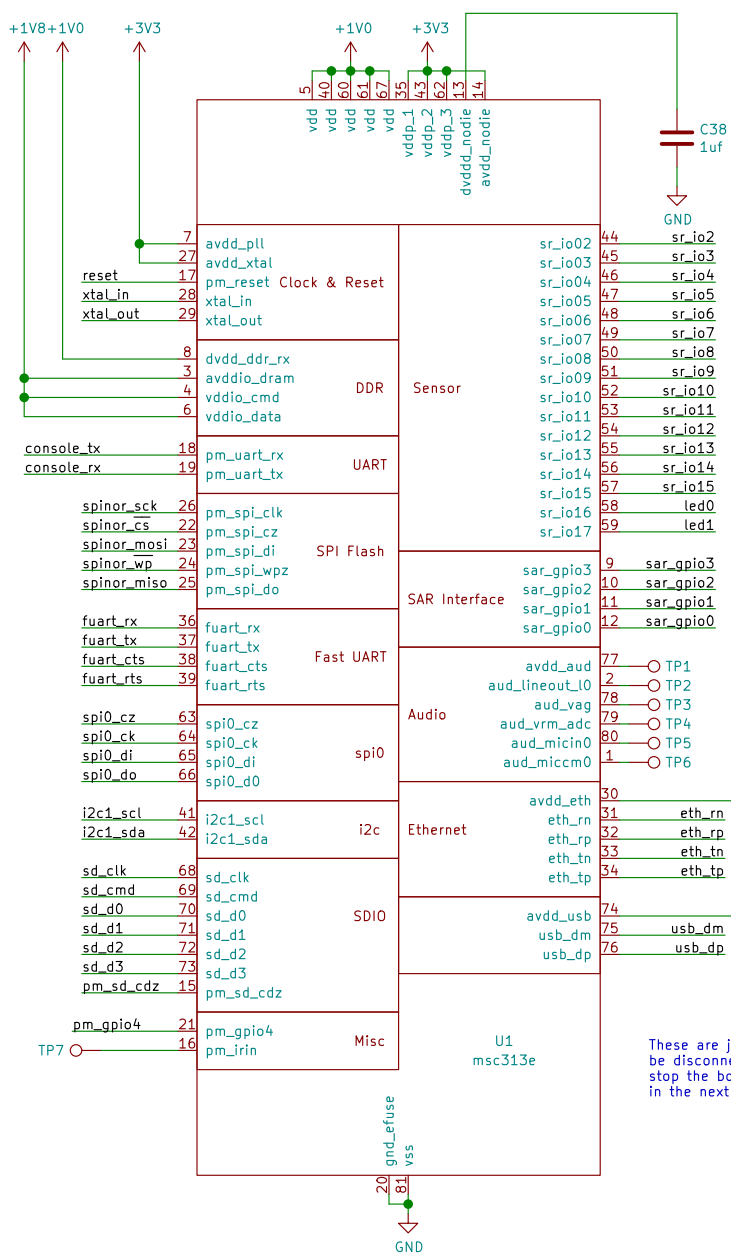 +1V8 +1V0 +3V3 +1V0 +3V3
5 40 60 61 67 35 43 62 13 14
vdd vdd vdd vdd vdd vddp_1 vddp_2 vddp_3 dvddd_nodie avdd_nodie
C38
1uf
GND
7 avdd_pll
27 avdd_xtal
reset 17 pm_reset
xtal_in 28 xtal_in
xtal_out 29 xtal_out
Clock & Reset
8 dvdd_ddr_rx
3 avddio_dram
4 vddio_cmd
6 vddio_data
DDR
console_tx 18 pm_uart_rx
console_rx 19 pm_uart_tx
UART
spinor_sck 26 pm_spi_clk
spinor_cs 22 pm_spi_cz
spinor_mosi 23 pm_spi_di
spinor_wp 24 pm_spi_wpz
spinor_miso 25 pm_spi_do
SPI Flash
fuart_rx 36 fuart_rx
fuart_tx 37 fuart_tx
fuart_cts 38 fuart_cts
fuart_rts 39 fuart_rts
Fast UART
spi0_cz 63 spi0_cz
spi0_ck 64 spi0_ck
spi0_di 65 spi0_di
spi0_do 66 spi0_d0
spi0
i2c1_scl 41 i2c1_scl
i2c1_sda 42 i2c1_sda
i2c
sd_clk 68 sd_clk
sd_cmd 69 sd_cmd
sd_d0 70 sd_d0
sd_d1 71 sd_d1
sd_d2 72 sd_d2
sd_d3 73 sd_d3
pm_sd_cdz 15 pm_sd_cdz
SDIO
pm_gpio4 21 pm_gpio4
TP7 16 pm_irin
Misc
sr_io02 44 sr_io2
sr_io03 45 sr_io3
sr_io04 46 sr_io4
sr_io05 47 sr_io5
sr_io06 48 sr_io6
sr_io07 49 sr_io7
sr_io08 50 sr_io8
sr_io09 51 sr_io9
sr_io10 52 sr_io10
sr_io11 53 sr_io11
sr_io12 54 sr_io12
sr_io13 55 sr_io13
sr_io14 56 sr_io14
sr_io15 57 sr_io15
sr_io16 58 led0
sr_io17 59 led1
Sensor
sar_gpio3 9 sar_gpio3
sar_gpio2 10 sar_gpio2
sar_gpio1 11 sar_gpio1
sar_gpio0 12 sar_gpio0
SAR Interface
avdd_aud 77 TP1
aud_lineout_l0 2 TP2
aud_vag 78 TP3
aud_vrm_adc 79 TP4
aud_micin0 80 TP5
aud_miccm0 1 TP6
Audio
avdd_eth 30
eth_rn 31 eth_rn
eth_rp 32 eth_rp
eth_tn 33 eth_tn
eth_tp 34 eth_tp
Ethernet
avdd_usb 74
usb_dm 75 usb_dm
usb_dp 76 usb_dp
U1
msc313e
These are j
be disconne
stop the bo
in the next
gnd_efuse vss
20 81
GND